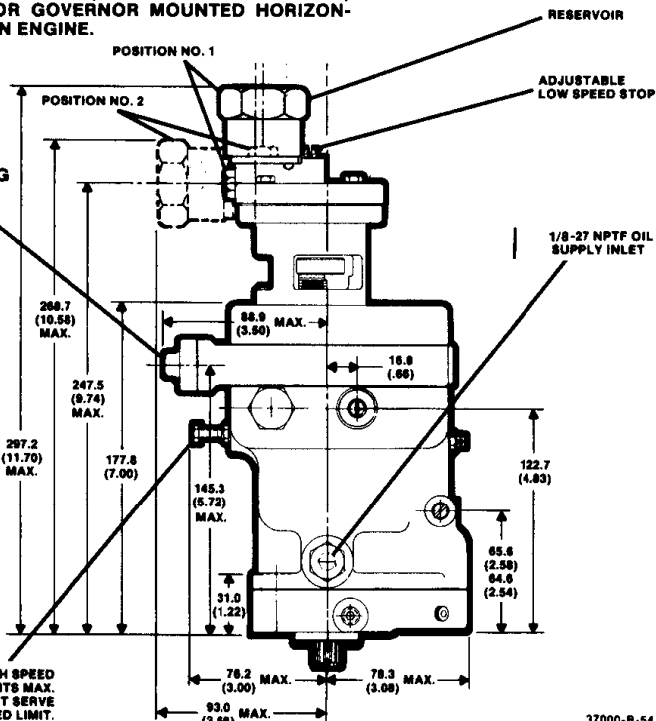 OR GOVERNOR MOUNTED HORIZON-
N ENGINE.
RESERVOIR
POSITION NO. 1
ADJUSTABLE
LOW SPEED STOP
POSITION NO. 2
G
1/8-27 NPTF OIL
SUPPLY INLET
268.7
(10.58)
MAX.
88.9
(3.50) MAX.
16.8
(.66)
247.5
(9.74)
MAX.
297.2
(11.70)
MAX.
177.8
(7.00)
145.3
(5.72)
MAX.
122.7
(4.83)
65.6
(2.58)
64.6
(2.54)
31.0
(1.22)
H SPEED
ITS MAX.
T SERVE
ED LIMIT.
76.2
(3.00) MAX.
78.3
(3.08) MAX.
93.0
(3.66) MAX.
37000-B-54